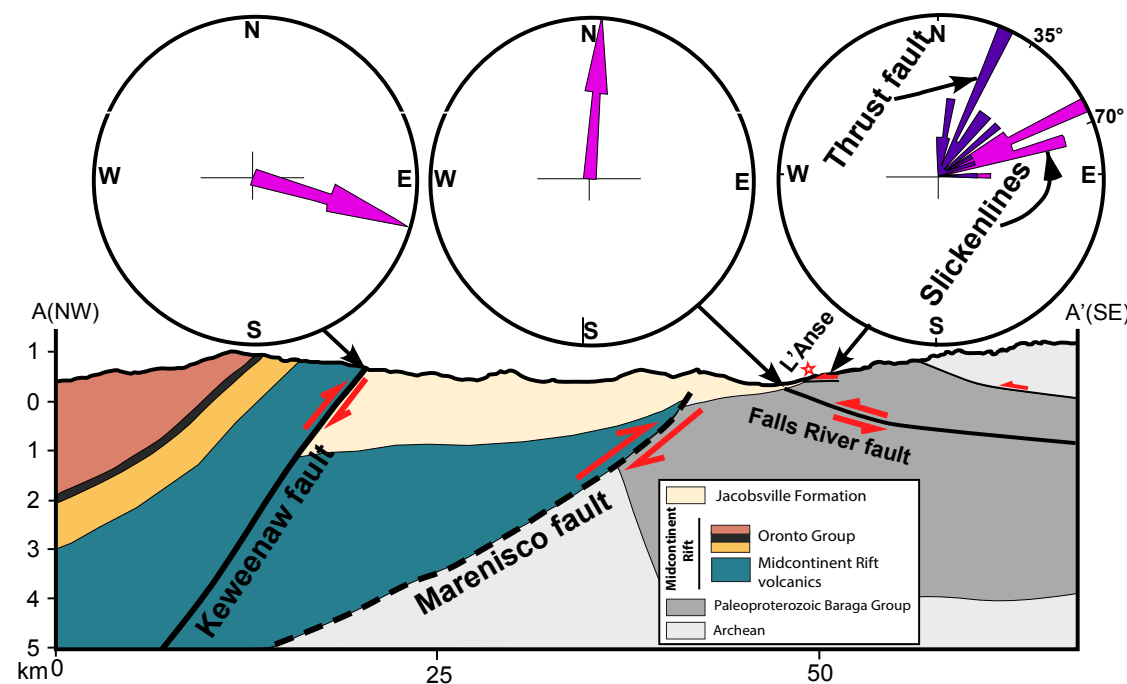 N
W
E
S
N
W
E
S
N
W
E
S
35°
70°
Thrust fault
Slickenlines
A(NW)
A'(SE)
L'Anse
1
0
1
2
3
4
5
km
0
25
50
Keweenaw fault
Marenisco fault
Falls River fault
Jacobsville Formation
Midcontinent
Rift
Oronto Group
Midcontinent Rift
volcanics
Paleoproterozoic Baraga Group
Archean